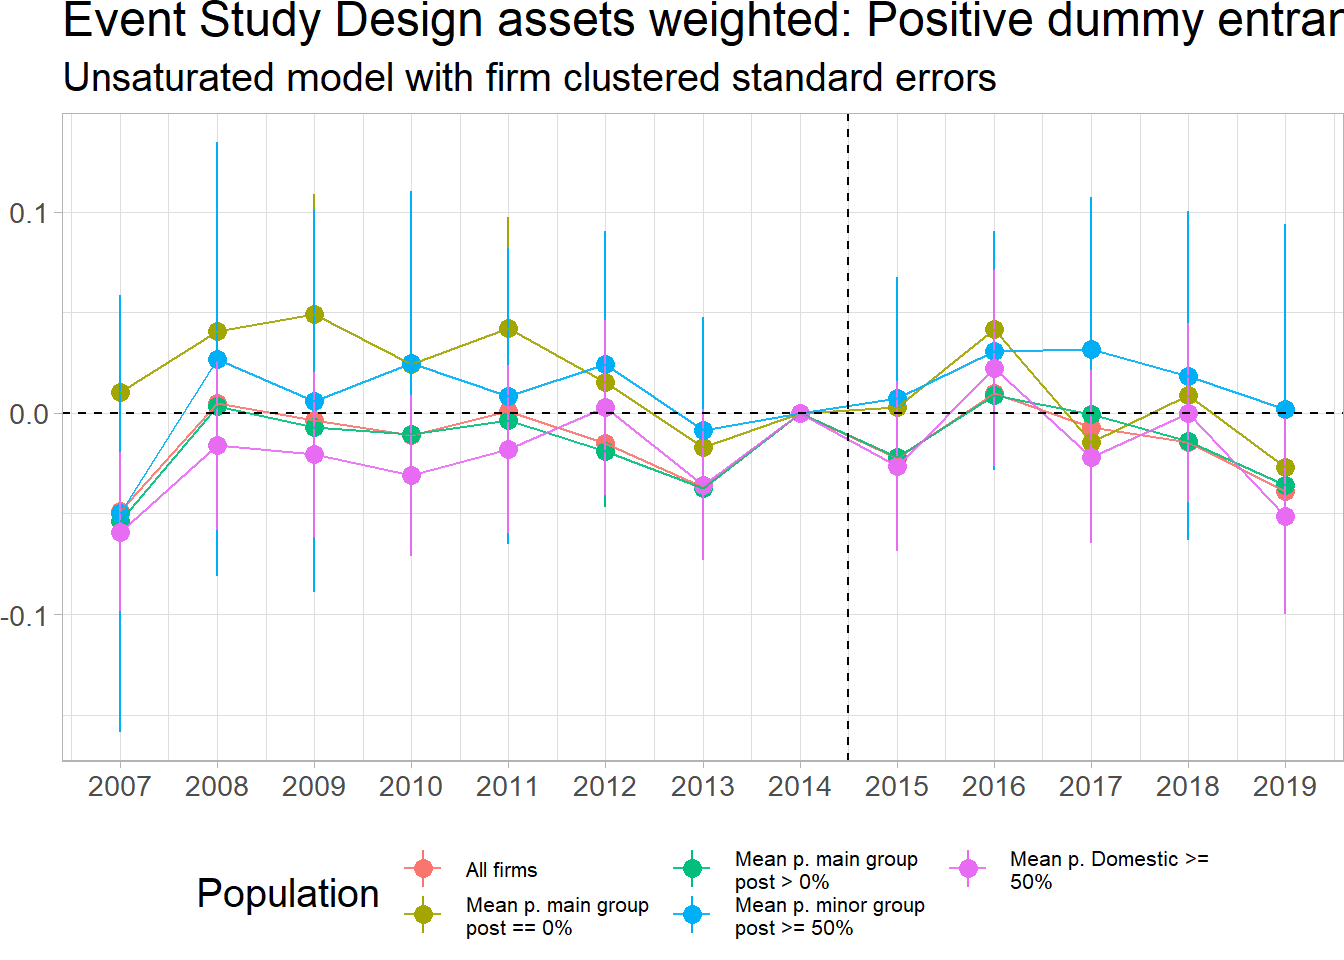 Event Study Design assets weighted: Positive dummy
Unsaturated model with firm clustered standard errors
0.1
0.0
-0.1
2007 2008 2009 2010 2011 2012 2013 2014 2015 2016 2017 2018 2019
Population
All firms
Mean p. main group
post == 0%
Mean p. main group
post > 0%
Mean p. minor group
post >= 50%
Mean p. Domestic >=
50%